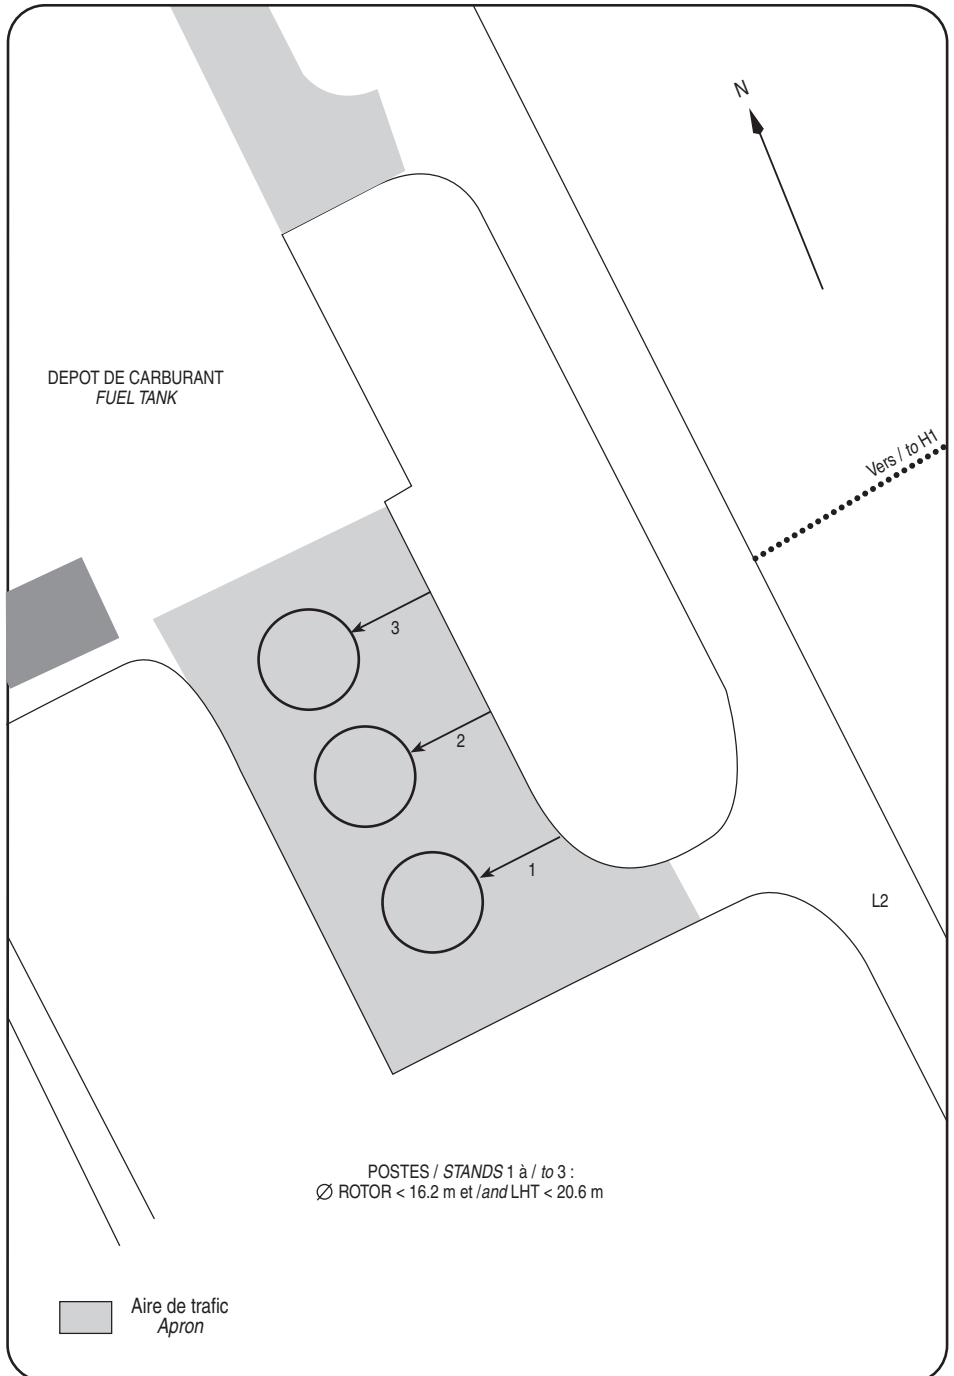 N
DEPOT DE CARBURANT
FUEL TANK
Vers / to H1
3
2
1
L2
POSTES / STANDS 1 à / to 3 :
Ø ROTOR < 16.2 m et /and LHT < 20.6 m
Aire de trafic
Apron